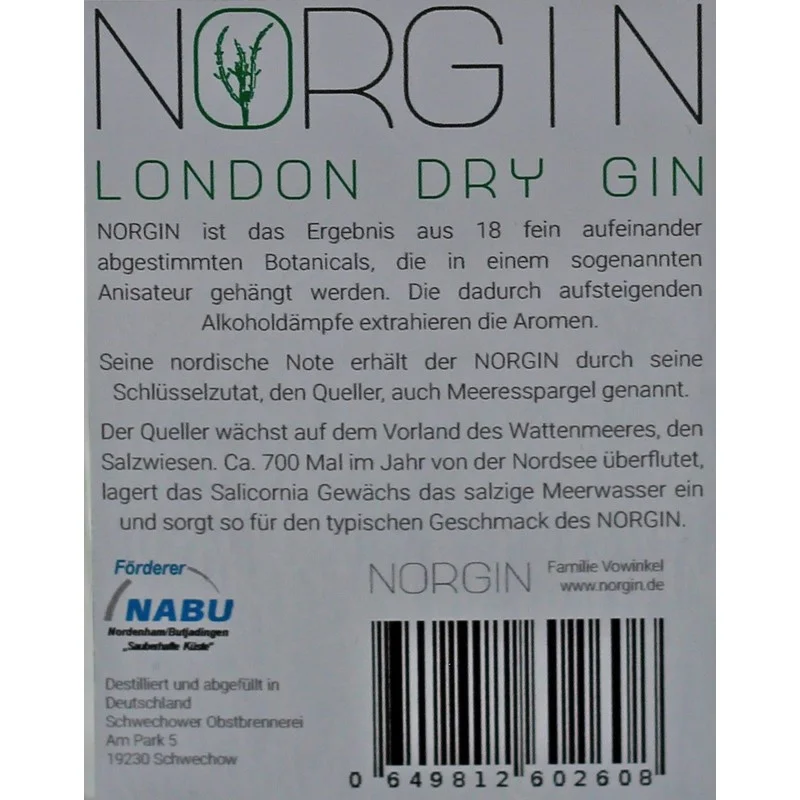 NORGIN
LONDON DRY GIN
NORGIN ist das Ergebnis aus 18 fein aufeinander
abgestimmten Botanicals, die in einem sogenannten
Anisateur gehängt werden. Die dadurch aufsteigenden
Alkoholdämpfe extrahieren die Aromen.
Seine nordische Note erhält der NORGIN durch seine
Schlüsselzutat, den Queller, auch Meeresspargel genannt.
Der Queller wächst auf dem Vorland des Wattenmeeres, den
Salzwiesen. Ca. 700 Mal im Jahr von der Nordsee überflutet,
lagert das Salicornia Gewächs das salzige Meerwasser ein
und sorgt so für den typischen Geschmack des NORGIN.
Förderer
NABU
Nordenham/Butjadingen
„Sauberhafte Küste"
Destilliert und abgefüllt in
Deutschland
Schwechower Obstbrennerei
Am Park 5
19230 Schwechow
NORGIN
Familie Vowinkel
www.norgin.de
0 649812 602608